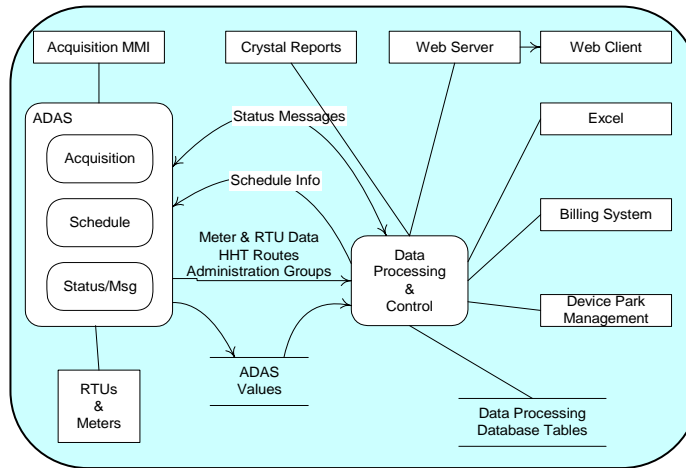 Acquisition MMI
Crystal Reports
Web Server
Web Client
ADAS
Acquisition
Schedule
Status/Msg
Status Messages
Schedule Info
Meter & RTU Data
HHT Routes
Administration Groups
Data
Processing
&
Control
Excel
Billing System
Device Park
Management
RTUs
&
Meters
ADAS
Values
Data Processing
Database Tables